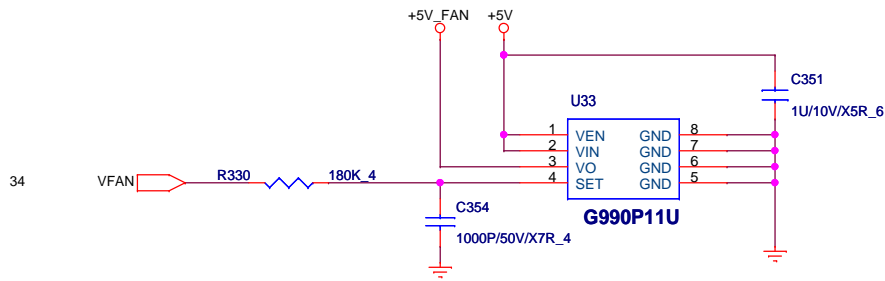 +5V_FAN +5V
C351
1U/10V/X5R_6
U33
1 VEN GND 8
2 VIN GND 7
3 VO GND 6
4 SET GND 5
34 VFAN R330 180K_4
G990P11U
C354
1000P/50V/X7R_4